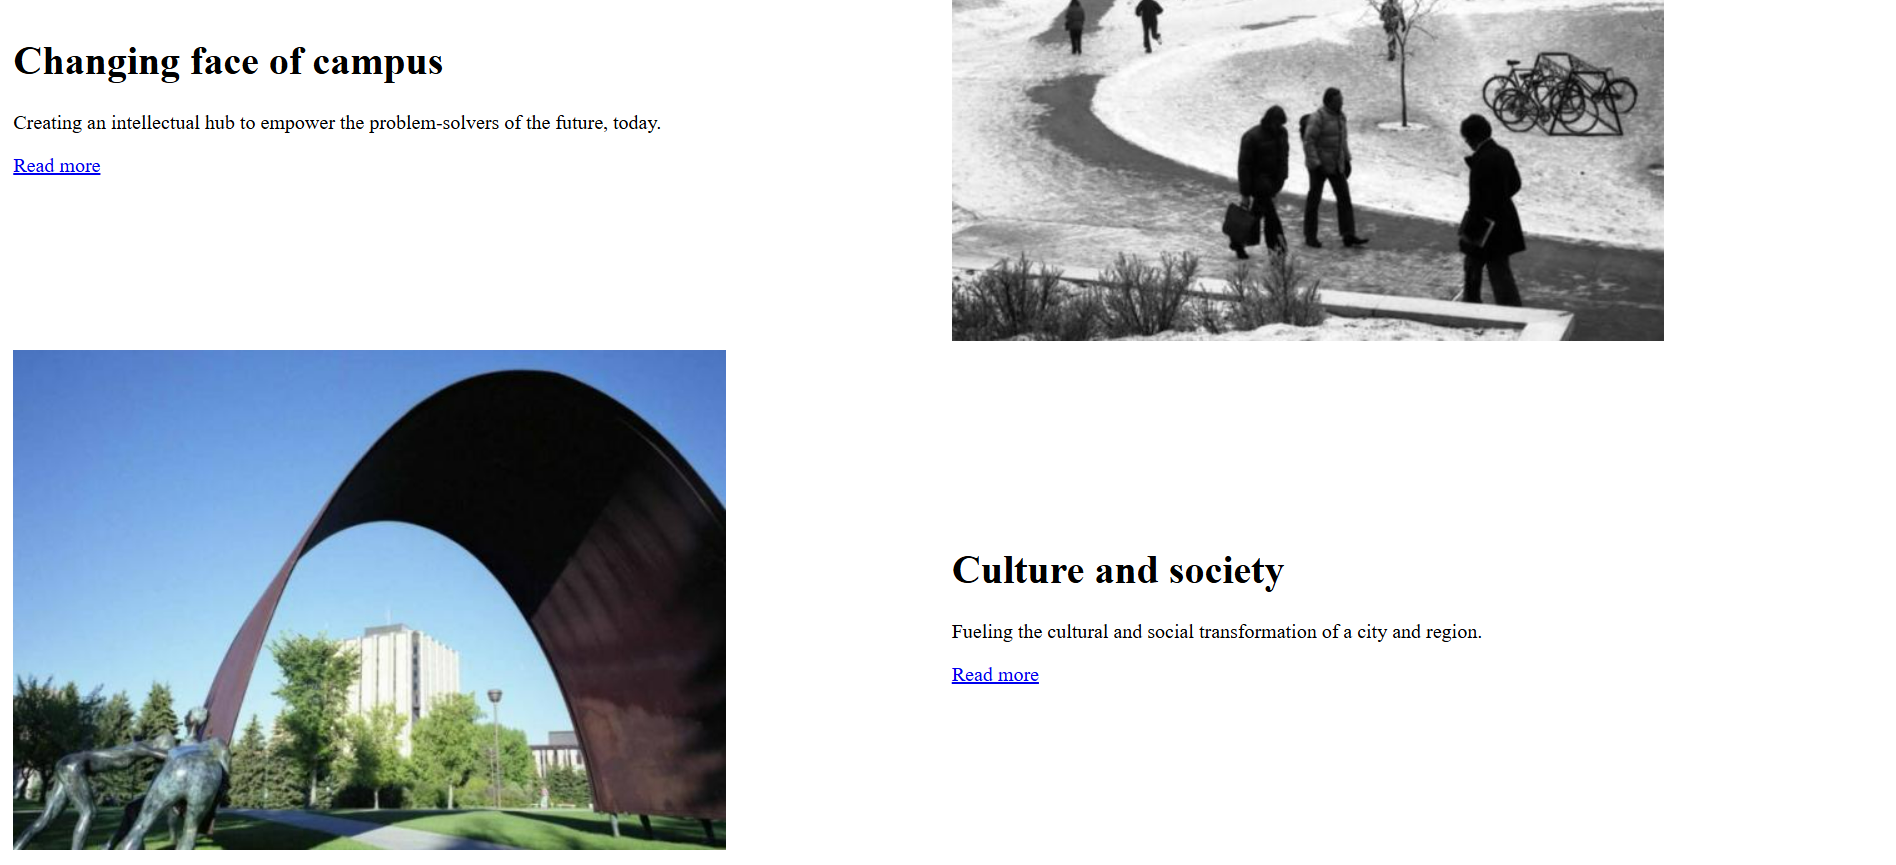 Changing face of campus
Creating an intellectual hub to empower the problem-solvers of the future, today.
Read more
Culture and society
Fueling the cultural and social transformation of a city and region.
Read more